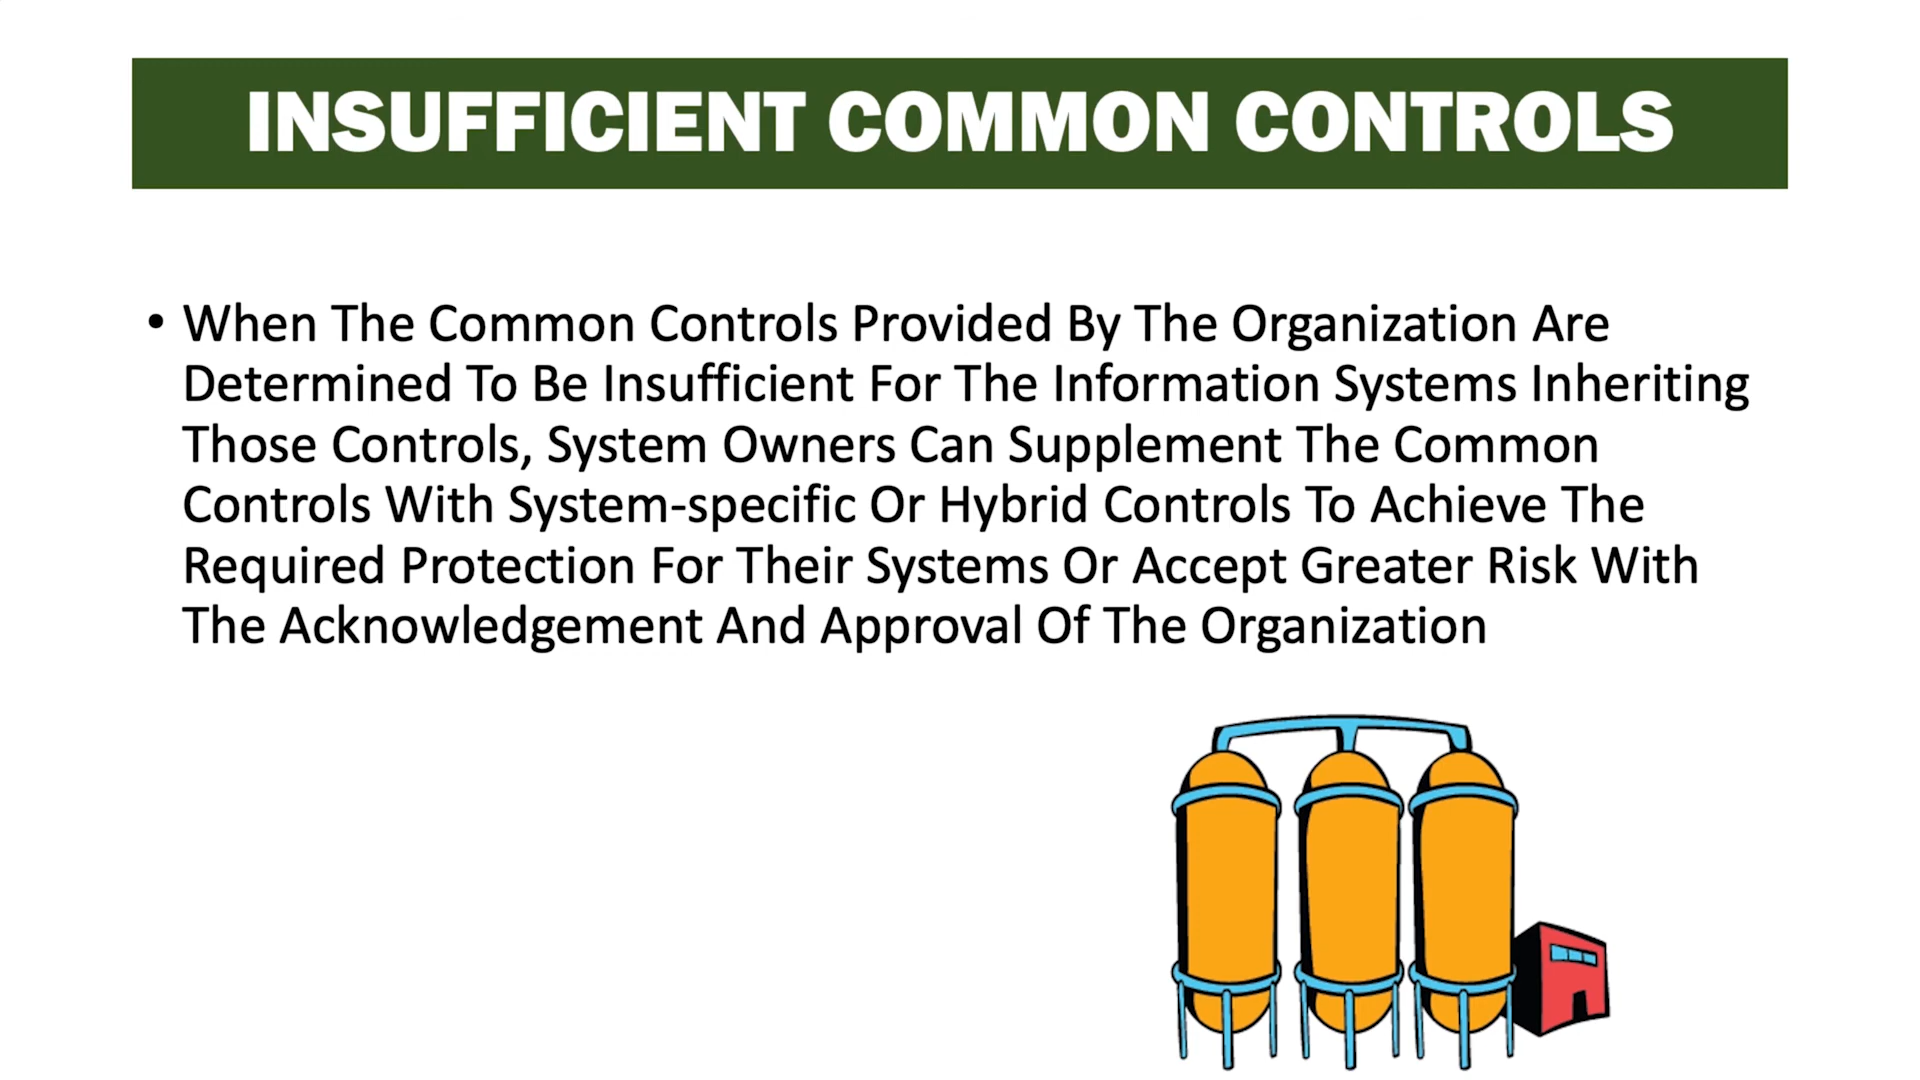 INSUFFICIENT COMMON CONTROLS
• When The Common Controls Provided By The Organization Are
Determined To Be Insufficient For The Information Systems Inheriting
Those Controls, System Owners Can Supplement The Common
Controls With System-specific Or Hybrid Controls To Achieve The
Required Protection For Their Systems Or Accept Greater Risk With
The Acknowledgement And Approval Of The Organization